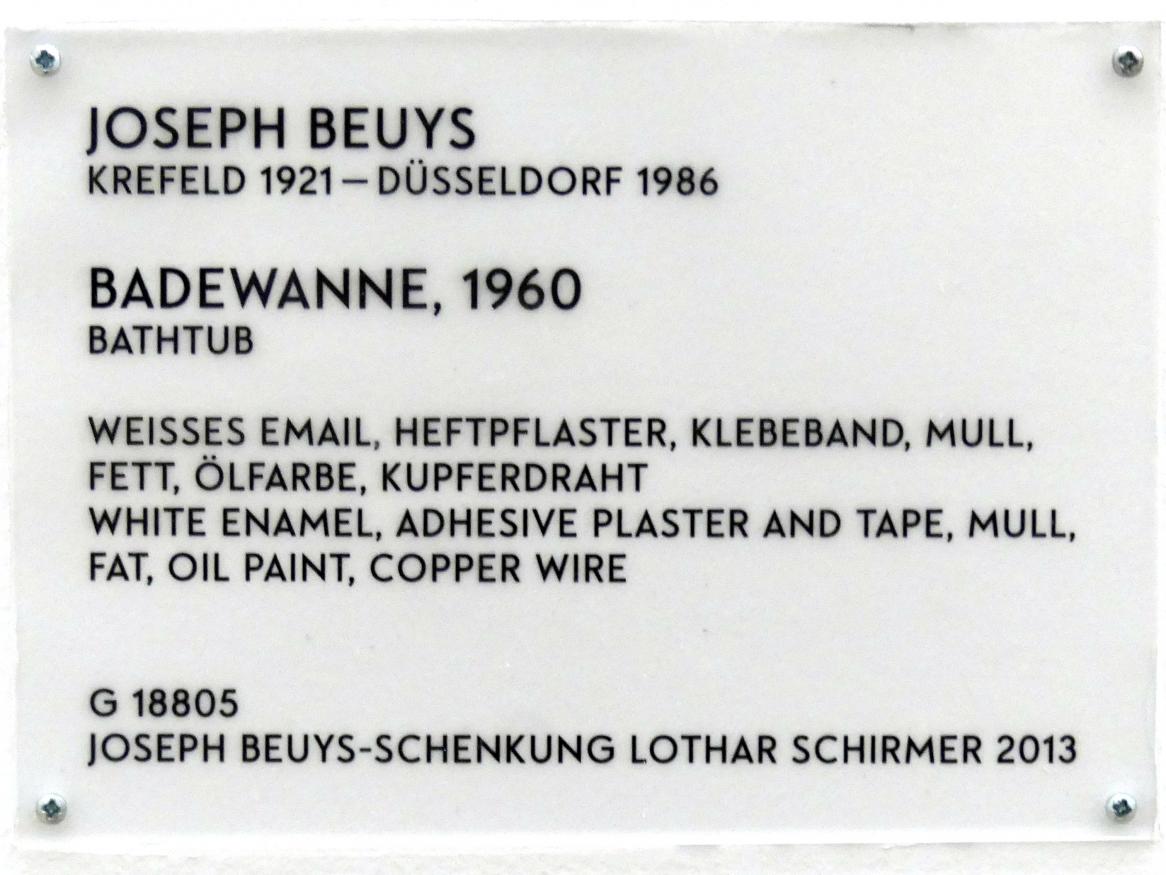 JOSEPH BEUYS
KREFELD 1921 – DÜSSELDORF 1986
BADEWANNE, 1960
BATHTUB
WEISSES EMAIL, HEFTPFLASTER, KLEBEBAND, MULL,
FETT, ÖLFARBE, KUPFERDRAHT
WHITE ENAMEL, ADHESIVE PLASTER AND TAPE, MULL,
FAT, OIL PAINT, COPPER WIRE
G 18805
JOSEPH BEUYS-SCHENKUNG LOTHAR SCHIRMER 2013